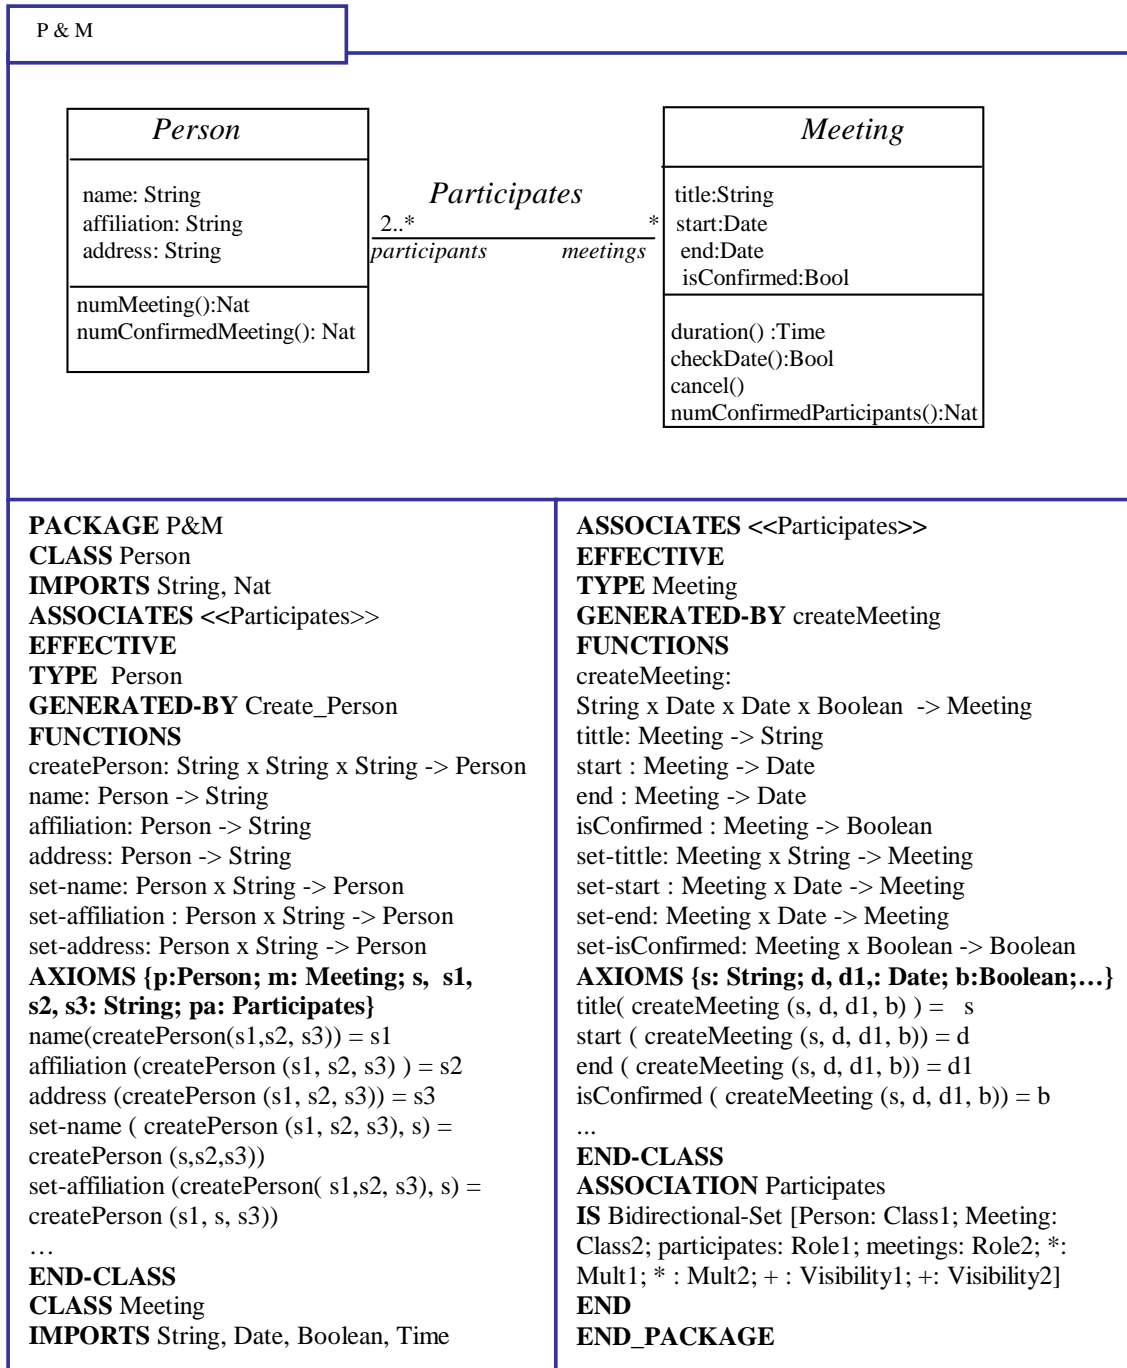 P & M
Person
name: String
affiliation: String
address: String
numMeeting():Nat
numConfirmedMeeting(): Nat
Participates
2..*
*
participants
meetings
Meeting
title:String
start:Date
end:Date
isConfirmed:Bool
duration() :Time
checkDate():Bool
cancel()
numConfirmedParticipants():Nat
PACKAGE P&M
CLASS Person
IMPORTS String, Nat
ASSOCIATES <<Participates>>
EFFECTIVE
TYPE Person
GENERATED-BY Create_Person
FUNCTIONS
createPerson: String x String x String -> Person
name: Person -> String
affiliation: Person -> String
address: Person -> String
set-name: Person x String -> Person
set-affiliation : Person x String -> Person
set-address: Person x String -> Person
AXIOMS {p:Person; m: Meeting; s, s1,
s2, s3: String; pa: Participates}
name(createPerson(s1,s2, s3)) = s1
affiliation (createPerson (s1, s2, s3) ) = s2
address (createPerson (s1, s2, s3)) = s3
set-name ( createPerson (s1, s2, s3), s) =
createPerson (s,s2,s3))
set-affiliation (createPerson( s1,s2, s3), s) =
createPerson (s1, s, s3))
…
END-CLASS
CLASS Meeting
IMPORTS String, Date, Boolean, Time
ASSOCIATES <<Participates>>
EFFECTIVE
TYPE Meeting
GENERATED-BY createMeeting
FUNCTIONS
createMeeting:
String x Date x Date x Boolean -> Meeting
tittle: Meeting -> String
start : Meeting -> Date
end : Meeting -> Date
isConfirmed : Meeting -> Boolean
set-tittle: Meeting x String -> Meeting
set-start : Meeting x Date -> Meeting
set-end: Meeting x Date -> Meeting
set-isConfirmed: Meeting x Boolean -> Boolean
AXIOMS {s: String; d, d1,: Date; b:Boolean;…}
title( createMeeting (s, d, d1, b) ) = s
start ( createMeeting (s, d, d1, b)) = d
end ( createMeeting (s, d, d1, b)) = d1
isConfirmed ( createMeeting (s, d, d1, b)) = b
...
END-CLASS
ASSOCIATION Participates
IS Bidirectional-Set [Person: Class1; Meeting:
Class2; participates: Role1; meetings: Role2; *:
Mult1; * : Mult2; + : Visibility1; +: Visibility2]
END
END_PACKAGE